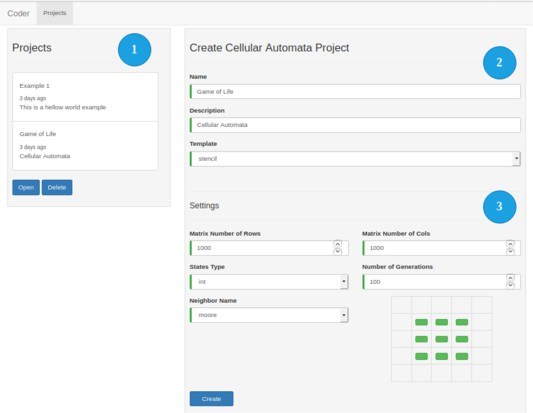 Coder Projects
Projects
1
Example 1
3 days ago
This is a hellow world example
Game of Life
3 days ago
Cellular Automata
Open Delete
Create Cellular Automata Project
2
Name
Game of Life
Description
Cellular Automata
Template
stencil
Settings
3
Matrix Number of Rows Matrix Number of Cols
1000 1000
States Type Number of Generations
int 100
Neighbor Name
moore
Create